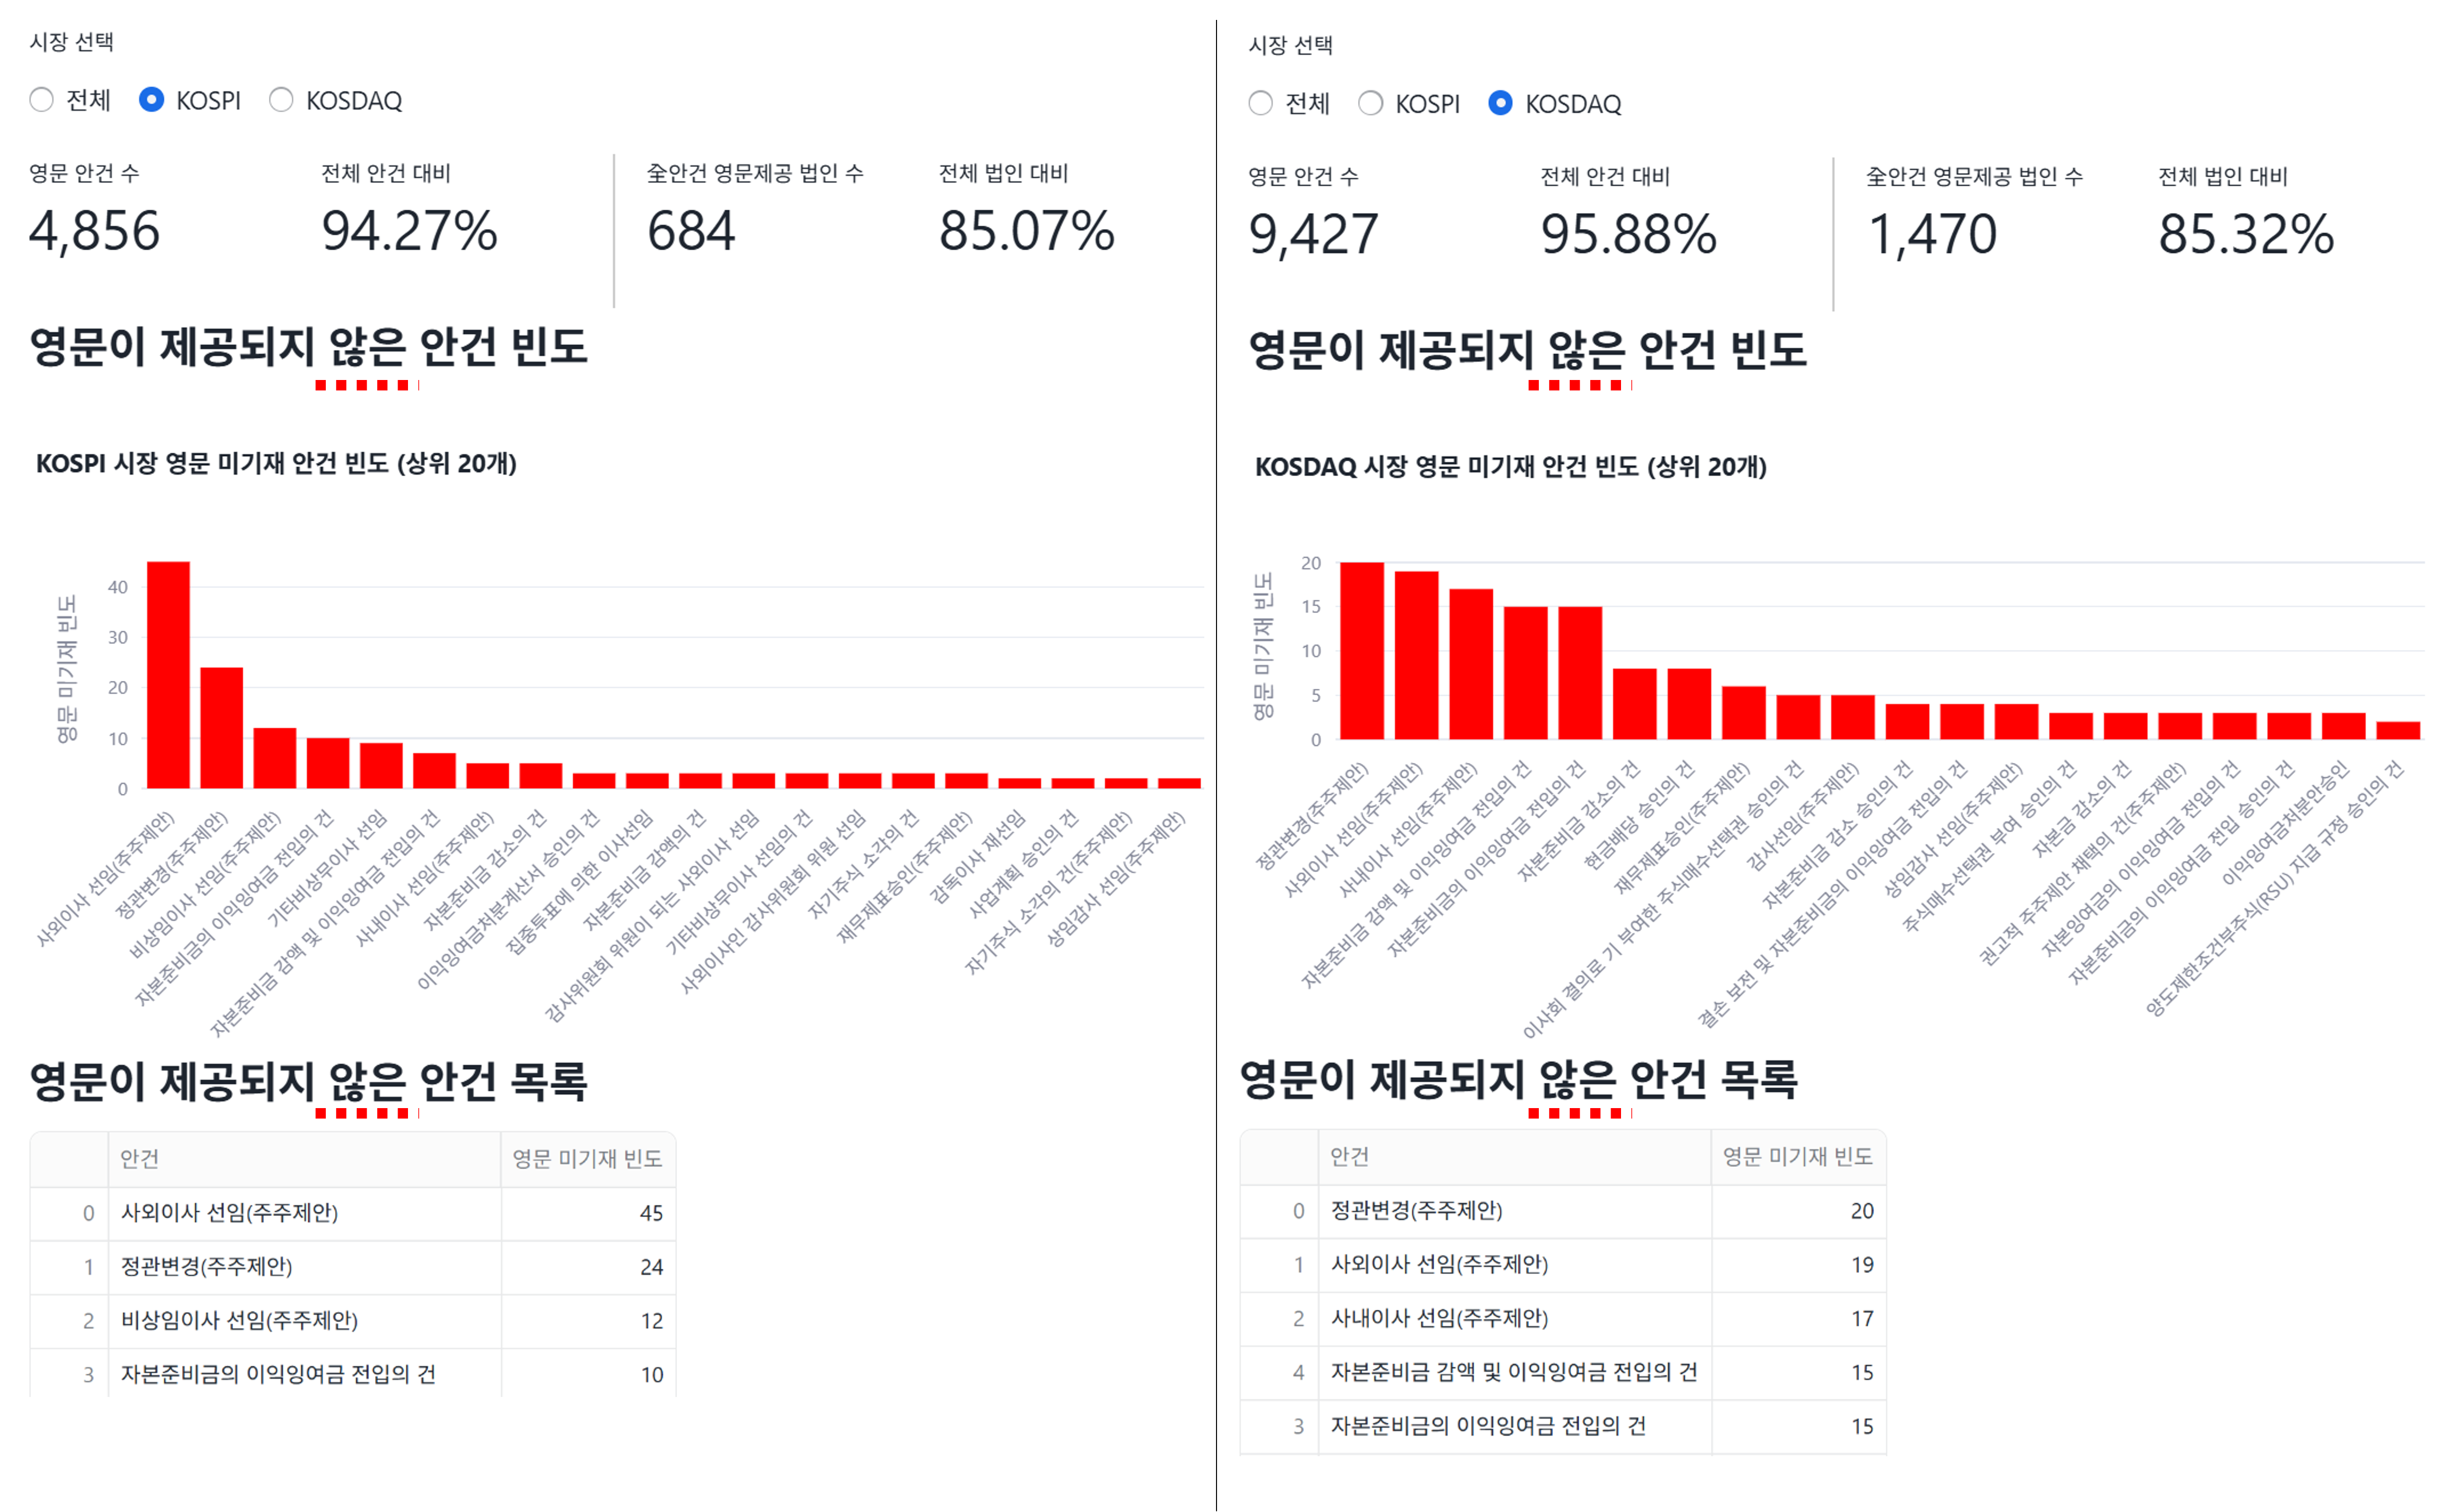 시장 선택
전체 KOSPI KOSDAQ
영문 안건 수 전체 안건 대비 全안건 영문제공 법인 수 전체 법인 대비
4,856 94.27% 684 85.07%
영문이 제공되지 않은 안건 빈도
KOSPI 시장 영문 미기재 안건 빈도 (상위 20개)
영문 미기재 빈도
40
30
20
10
0
사외이사 선임(주주제안)
정관변경(주주제안)
비상임이사 선임(주주제안)
자본준비금의 이익잉여금 전입의 건
기타비상무이사 선임
자본준비금 감액 및 이익잉여금 전입의 건
사내이사 선임(주주제안)
자본준비금 감소의 건
이익잉여금처분계산서 승인의 건
집중투표에 의한 이사선임
자본준비금 감액의 건
감사위원회 위원이 되는 사외이사 선임
기타비상무이사 선임의 건
사외이사인 감사위원회 위원 선임
자기주식 소각의 건
재무제표승인(주주제안)
감독이사 재선임
사업계획 승인의 건
자기주식 소각의 건(주주제안)
상임감사 선임(주주제안)
영문이 제공되지 않은 안건 목록
안건 영문 미기재 빈도
0 사외이사 선임(주주제안) 45
1 정관변경(주주제안) 24
2 비상임이사 선임(주주제안) 12
3 자본준비금의 이익잉여금 전입의 건 10
시장 선택
전체 KOSPI KOSDAQ
영문 안건 수 전체 안건 대비 全안건 영문제공 법인 수 전체 법인 대비
9,427 95.88% 1,470 85.32%
영문이 제공되지 않은 안건 빈도
KOSDAQ 시장 영문 미기재 안건 빈도 (상위 20개)
영문 미기재 빈도
20
15
10
5
0
정관변경(주주제안)
사외이사 선임(주주제안)
사내이사 선임(주주제안)
자본준비금 감액 및 이익잉여금 전입의 건
자본준비금의 이익잉여금 전입의 건
자본준비금 감소의 건
현금배당 승인의 건
재무제표승인(주주제안)
이사회 결의로 기 부여한 주식매수선택권 승인의 건
감사선임(주주제안)
자본준비금 감소 승인의 건
결손 보전 및 자본준비금의 이익잉여금 전입의 건
상임감사 선임(주주제안)
주식매수선택권 부여 승인의 건
자본금 감소의 건
권고적 주주제안 채택의 건(주주제안)
자본잉여금의 이익잉여금 전입의 건
자본준비금의 이익잉여금 전입 승인의 건
이익잉여금처분안승인
양도제한조건부주식(RSU) 지급 규정 승인의 건
영문이 제공되지 않은 안건 목록
안건 영문 미기재 빈도
0 정관변경(주주제안) 20
1 사외이사 선임(주주제안) 19
2 사내이사 선임(주주제안) 17
4 자본준비금 감액 및 이익잉여금 전입의 건 15
3 자본준비금의 이익잉여금 전입의 건 15